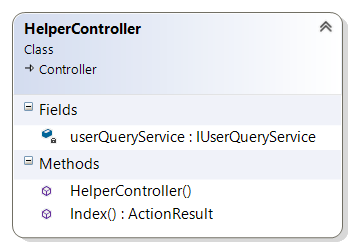 HelperController
Class
Controller
Fields
userQueryService : IUserQueryService
Methods
HelperController()
Index() : ActionResult